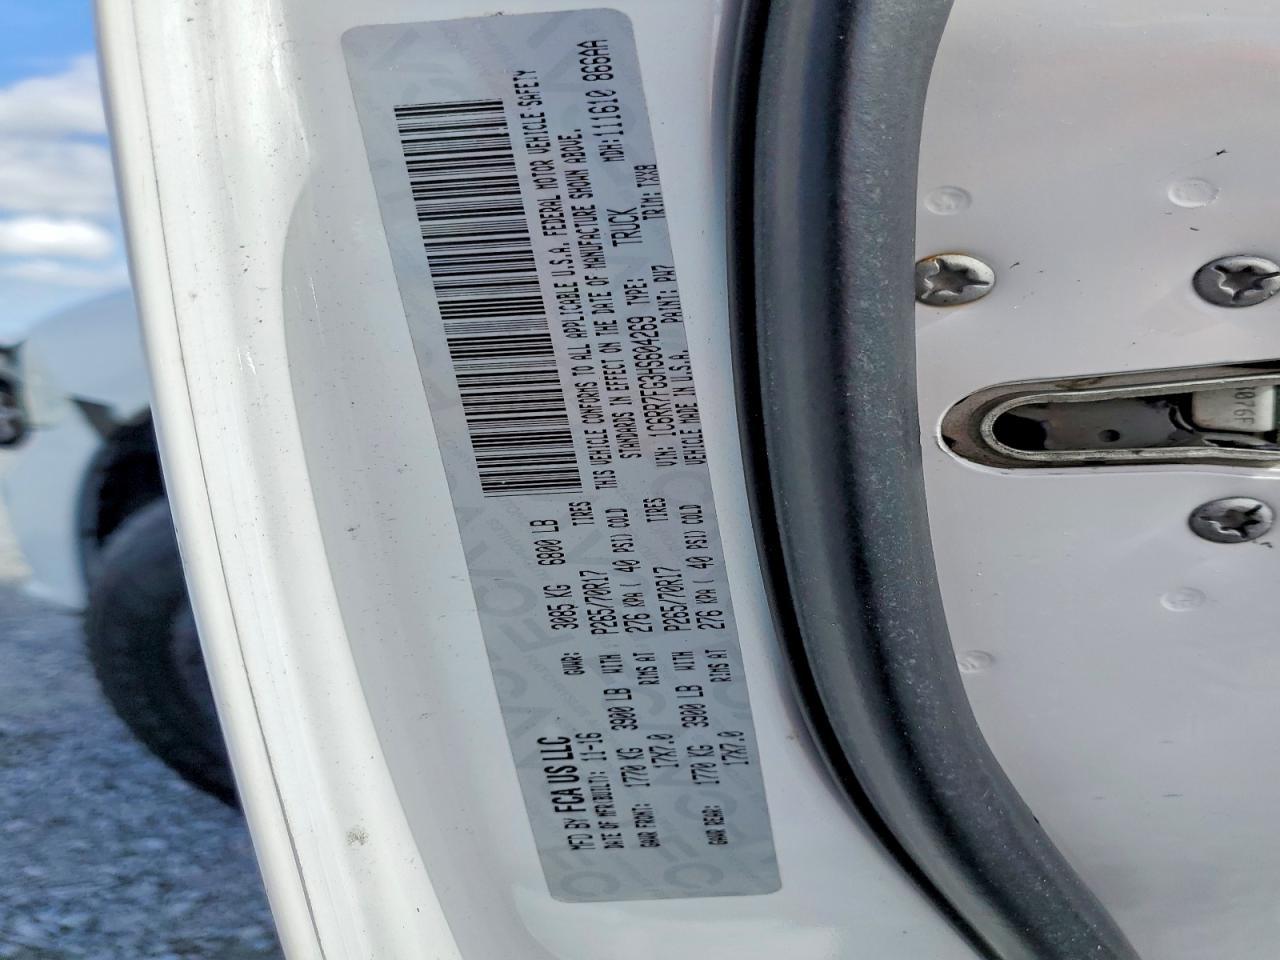 MFD BY FCA US LLC
DATE OF MFR(BUILT): 11-16 GVWR: 3085 KG 6800 LB
GAWR FRONT: 1770 KG 3900 LB WITH P265/70R17 TIRES
17X7.0 RIMS AT 276 KPA ( 40 PSI) COLD
GAWR REAR: 1770 KG 3900 LB WITH P265/70R17 TIRES
17X7.0 RIMS AT 276 KPA ( 40 PSI) COLD
THIS VEHICLE CONFORMS TO ALL APPLICABLE U.S.A. FEDERAL MOTOR VEHICLE SAFETY
STANDARDS IN EFFECT ON THE DATE OF MANUFACTURE SHOWN ABOVE.
VIN: 1C6RR7FG3HS604269 TYPE: TRUCK MDH:111610 866AA
VEHICLE MADE IN U.S.A. PAINT: PW7 TRIM: TXX8
076F